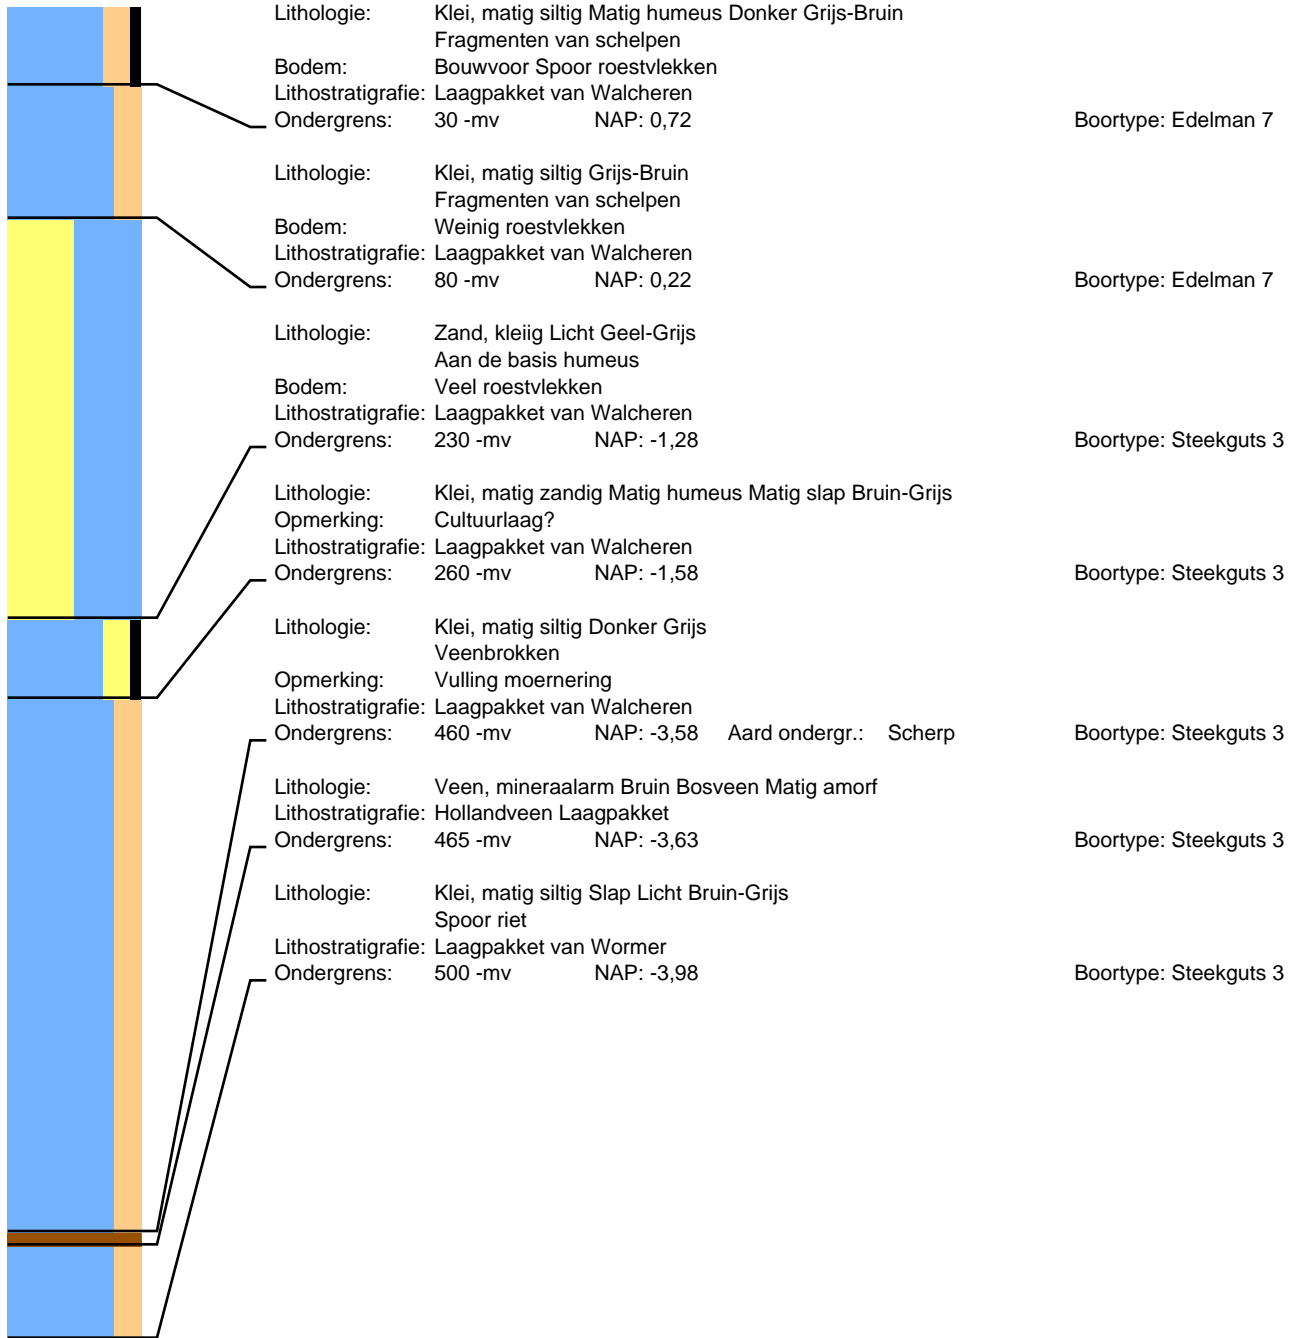 Lithologie: Klei, matig siltig Matig humeus Donker Grijs-Bruin
Fragmenten van schelpen
Bodem: Bouwvoor Spoor roestvlekken
Lithostratigrafie: Laagpakket van Walcheren
Ondergrens: 30 -mv NAP: 0,72 Boortype: Edelman 7
Lithologie: Klei, matig siltig Grijs-Bruin
Fragmenten van schelpen
Bodem: Weinig roestvlekken
Lithostratigrafie: Laagpakket van Walcheren
Ondergrens: 80 -mv NAP: 0,22 Boortype: Edelman 7
Lithologie: Zand, kleiig Licht Geel-Grijs
Aan de basis humeus
Bodem: Veel roestvlekken
Lithostratigrafie: Laagpakket van Walcheren
Ondergrens: 230 -mv NAP: -1,28 Boortype: Steekguts 3
Lithologie: Klei, matig zandig Matig humeus Matig slap Bruin-Grijs
Opmerking: Cultuurlaag?
Lithostratigrafie: Laagpakket van Walcheren
Ondergrens: 260 -mv NAP: -1,58 Boortype: Steekguts 3
Lithologie: Klei, matig siltig Donker Grijs
Veenbrokken
Opmerking: Vulling moernering
Lithostratigrafie: Laagpakket van Walcheren
Ondergrens: 460 -mv NAP: -3,58 Aard ondergr.: Scherp Boortype: Steekguts 3
Lithologie: Veen, mineraalarm Bruin Bosveen Matig amorf
Lithostratigrafie: Hollandveen Laagpakket
Ondergrens: 465 -mv NAP: -3,63 Boortype: Steekguts 3
Lithologie: Klei, matig siltig Slap Licht Bruin-Grijs
Spoor riet
Lithostratigrafie: Laagpakket van Wormer
Ondergrens: 500 -mv NAP: -3,98 Boortype: Steekguts 3